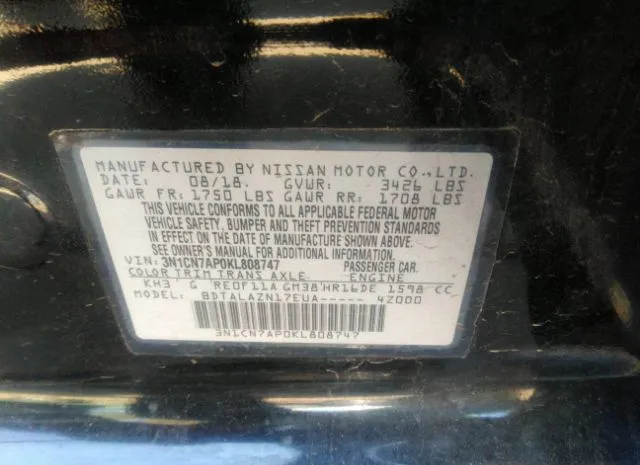 MANUFACTURED BY NISSAN MOTOR CO.,LTD.
DATE: 08/18. GVWR: 3426 LBS
GAWR FR: 1750 LBS GAWR RR: 1708 LBS
THIS VEHICLE CONFORMS TO ALL APPLICABLE FEDERAL MOTOR
VEHICLE SAFETY, BUMPER AND THEFT PREVENTION STANDARDS
IN EFFECT ON THE DATE OF MANUFACTURE SHOWN ABOVE.
SEE OWNER'S MANUAL FOR ADDITIONAL INFORMATION
VIN: 3N1CN7AP0KL808747 PASSENGER CAR.
COLOR TRIM TRANS AXLE ENGINE
KH3 G RE0F11A GM38 HR16DE 1598 CC
MODEL: BDTALAZN17EUA----- 42000
3N1CN7AP0KL808747